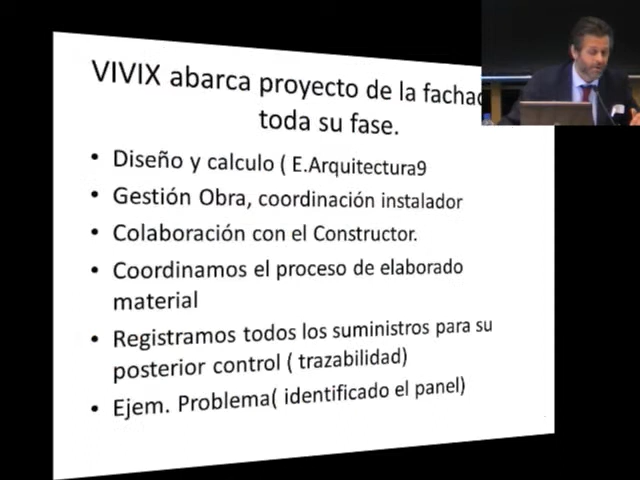 VIVIX abarca proyecto de la fachad
toda su fase.
• Diseño y calculo ( E.Arquitectura9
• Gestión Obra, coordinación instalador
• Colaboración con el Constructor.
• Coordinamos el proceso de elaborado
material
• Registramos todos los suministros para su
posterior control ( trazabilidad)
• Ejem. Problema( identificado el panel)